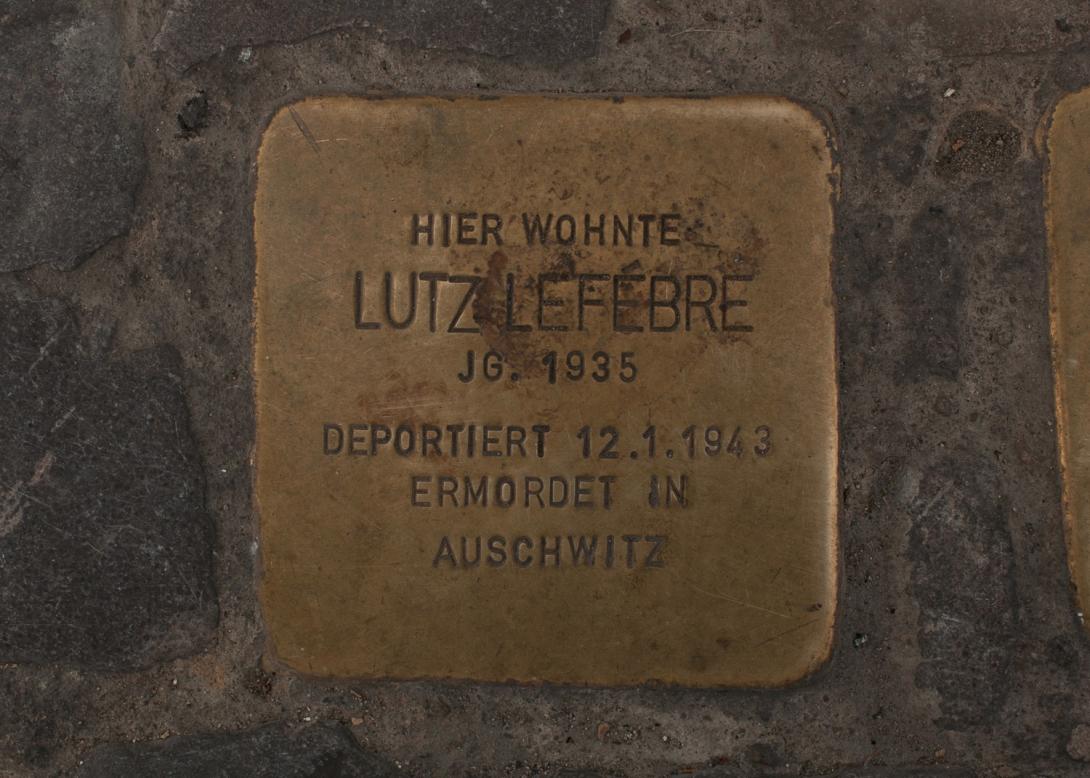 HIER WOHNTE
LUTZ LEFÉBRE
JG. 1935
DEPORTIERT 12.1.1943
ERMORDET IN
AUSCHWITZ